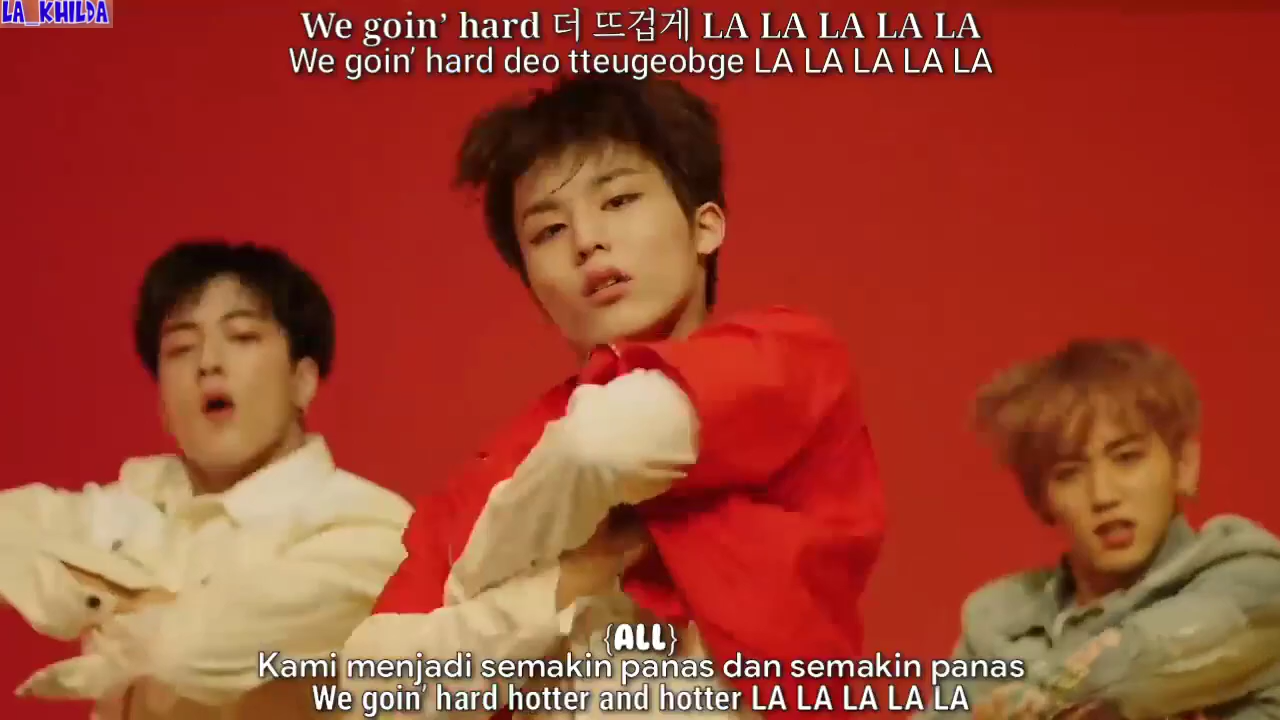 LA_KHILDA
We goin' hard 더 뜨겁게 LA LA LA LA LA
We goin' hard deo tteugeobge LA LA LA LA LA
{ALL}
Kami menjadi semakin panas dan semakin panas
We goin' hard hotter and hotter LA LA LA LA LA